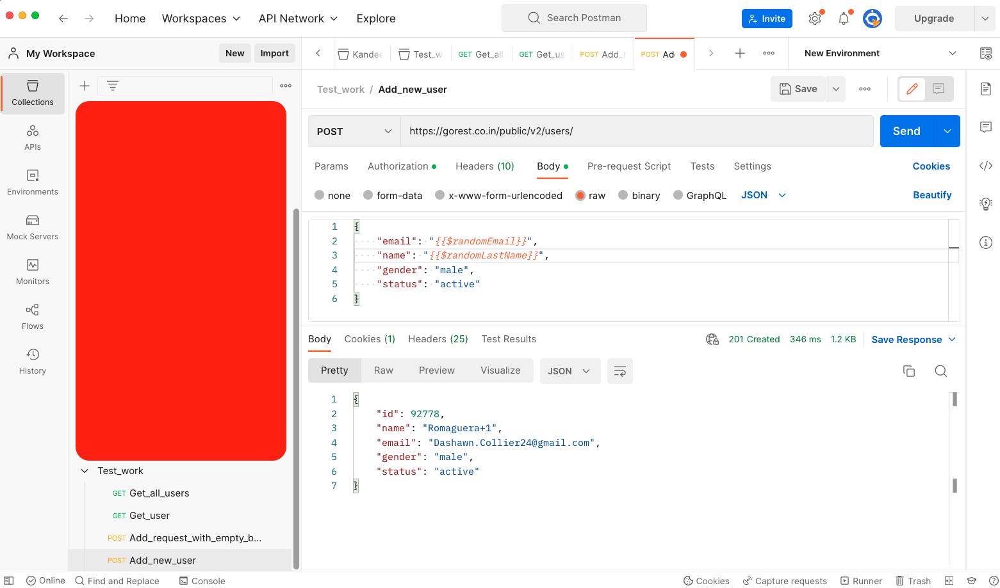 Home Workspaces API Network Explore Search Postman Invite Upgrade
My Workspace New Import
Kandee Test_w GET Get_all GET Get_us POST Add_r POST Add New Environment
Collections
APIs
Environments
Mock Servers
Monitors
Flows
History
Test_work
GET Get_all_users
GET Get_user
POST Add_request_with_empty_b...
POST Add_new_user
Test_work / Add_new_user Save
POST https://gorest.co.in/public/v2/users/ Send
Params Authorization Headers (10) Body Pre-request Script Tests Settings Cookies
none form-data x-www-form-urlencoded raw binary GraphQL JSON Beautify
1 {
2 "email": "{{$randomEmail}}",
3 "name": "{{$randomLastName}}",
4 "gender": "male",
5 "status": "active"
6 }
Body Cookies (1) Headers (25) Test Results 201 Created 346 ms 1.2 KB Save Response
Pretty Raw Preview Visualize JSON
1 {
2 "id": 92778,
3 "name": "Romaguera+1",
4 "email": "Dashawn.Collier24@gmail.com",
5 "gender": "male",
6 "status": "active"
7 }
Online Find and Replace Console Cookies Capture requests Runner Trash